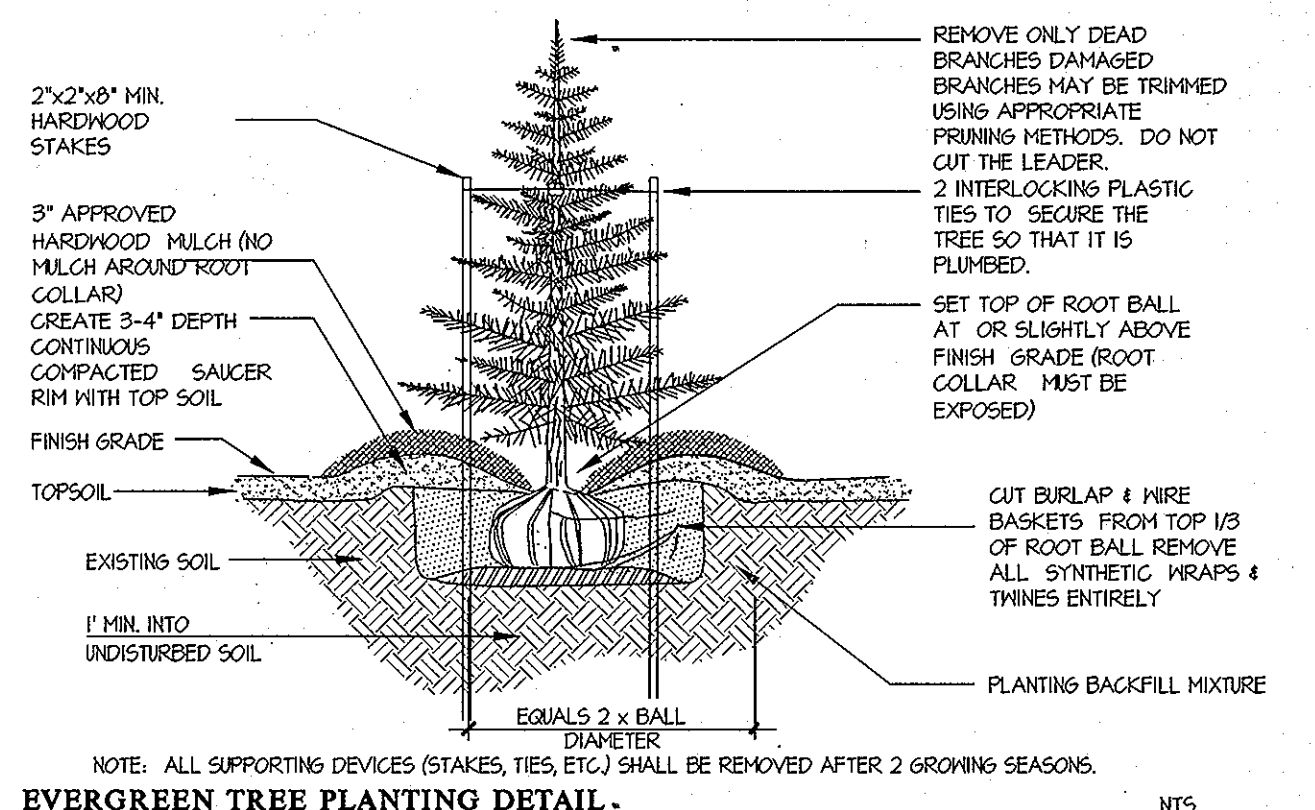 2"x2"x8" MIN.
HARDWOOD
STAKES
3" APPROVED
HARDWOOD MULCH (NO
MULCH AROUND ROOT
COLLAR)
CREATE 3-4" DEPTH
CONTINUOUS
COMPACTED SAUCER
RIM WITH TOP SOIL
FINISH GRADE
TOPSOIL
EXISTING SOIL
1' MIN. INTO
UNDISTURBED SOIL
REMOVE ONLY DEAD
BRANCHES DAMAGED
BRANCHES MAY BE TRIMMED
USING APPROPRIATE
PRUNING METHODS. DO NOT
CUT THE LEADER.
2 INTERLOCKING PLASTIC
TIES TO SECURE THE
TREE SO THAT IT IS
PLUMBED.
SET TOP OF ROOT BALL
AT OR SLIGHTLY ABOVE
FINISH GRADE (ROOT
COLLAR MUST BE
EXPOSED)
CUT BURLAP & WIRE
BASKETS FROM TOP 1/3
OF ROOT BALL REMOVE
ALL SYNTHETIC WRAPS &
TWINES ENTIRELY
PLANTING BACKFILL MIXTURE
EQUALS 2 x BALL
DIAMETER
NOTE: ALL SUPPORTING DEVICES (STAKES, TIES, ETC.) SHALL BE REMOVED AFTER 2 GROWING SEASONS.
EVERGREEN TREE PLANTING DETAIL
NTS